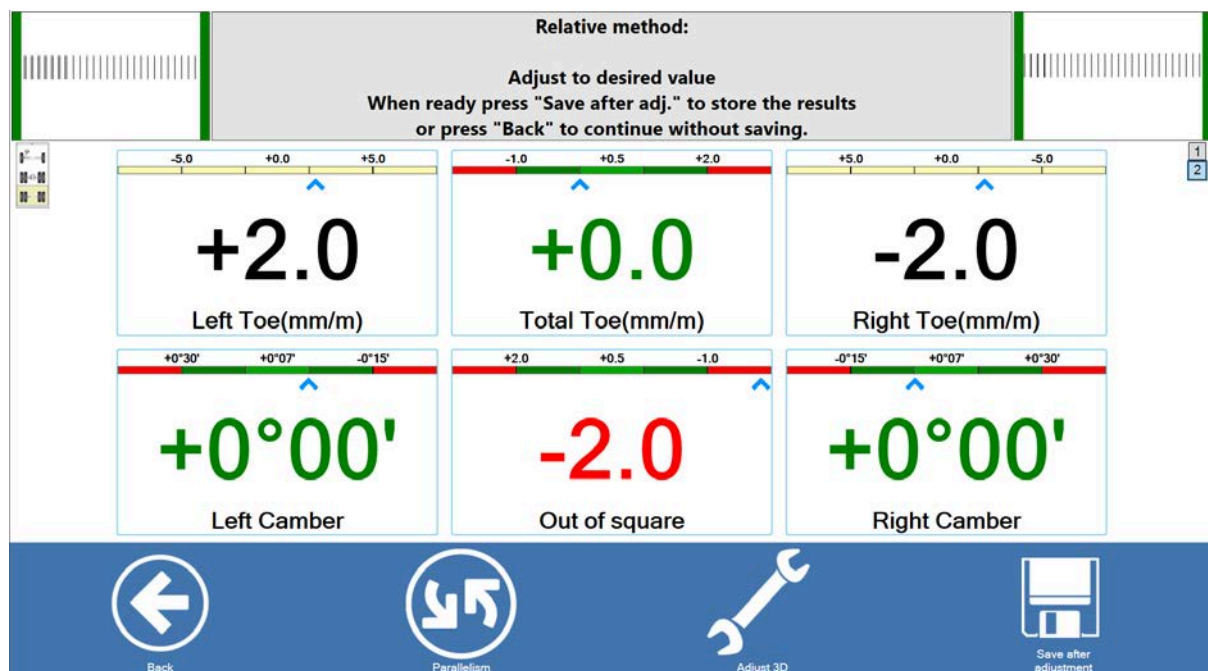 Relative method:
Adjust to desired value
When ready press "Save after adj." to store the results
or press "Back" to continue without saving.
1
2
-5.0 +0.0 +5.0
+2.0
Left Toe(mm/m)
-1.0 +0.5 +2.0
+0.0
Total Toe(mm/m)
+5.0 +0.0 -5.0
-2.0
Right Toe(mm/m)
+0°30' +0°07' -0°15'
+0°00'
Left Camber
+2.0 +0.5 -1.0
-2.0
Out of square
-0°15' +0°07' +0°30'
+0°00'
Right Camber
Back
Parallelism
Adjust 3D
Save after
adjustment